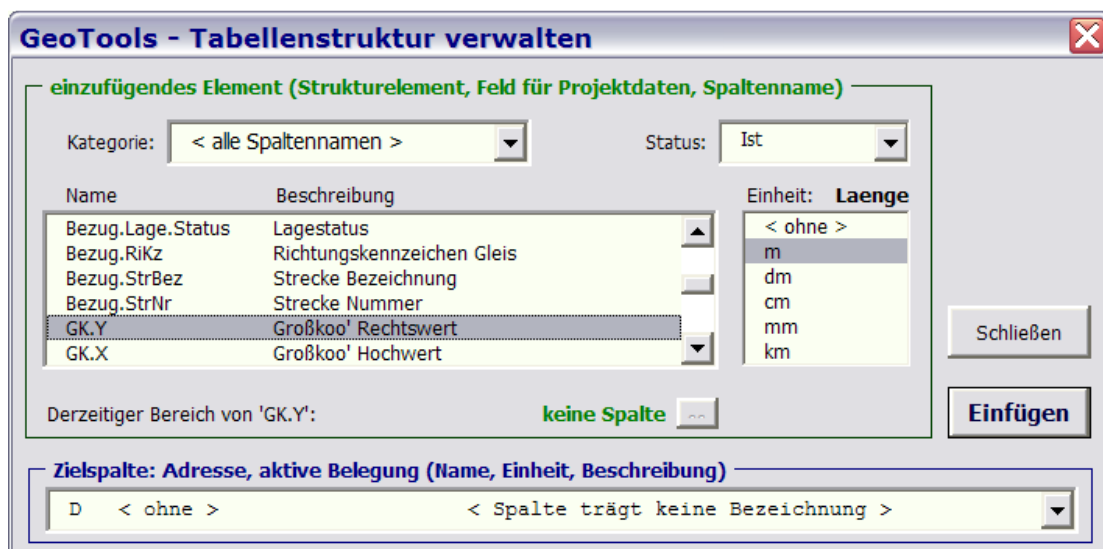 GeoTools - Tabellenstruktur verwalten
einzufügendes Element (Strukturelement, Feld für Projektdaten, Spaltenname)
Kategorie: < alle Spaltennamen > Status: Ist
Name Beschreibung Einheit: Laenge
Bezug.Lage.Status Lagestatus < ohne >
Bezug.RiKz Richtungskennzeichen Gleis m
Bezug.StrBez Strecke Bezeichnung dm
Bezug.StrNr Strecke Nummer cm
GK.Y Großkoo' Rechtswert mm
GK.X Großkoo' Hochwert km
Schließen
Derzeitiger Bereich von 'GK.Y': keine Spalte ..
Einfügen
Zielspalte: Adresse, aktive Belegung (Name, Einheit, Beschreibung)
D < ohne > < Spalte trägt keine Bezeichnung >